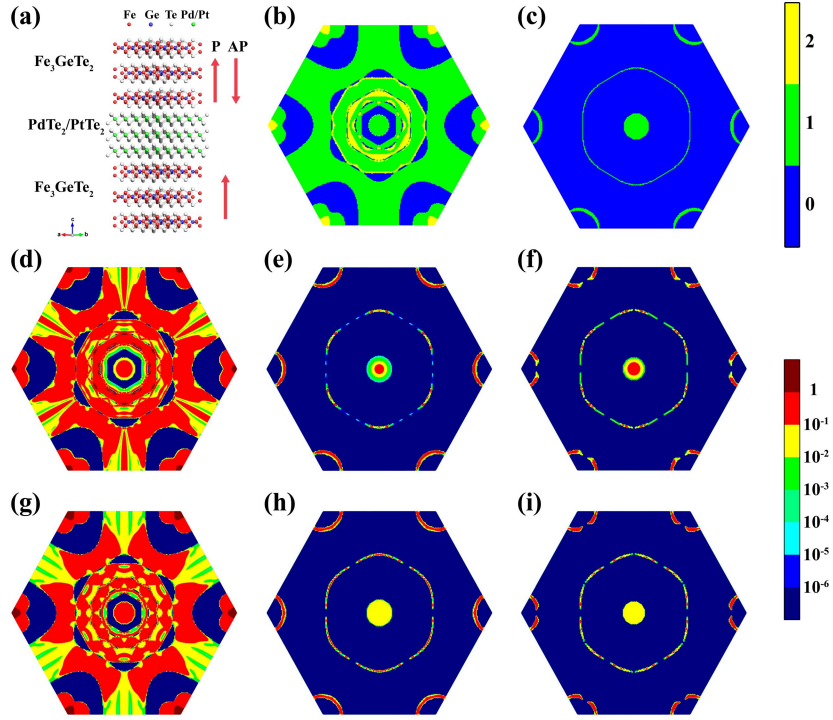 (a)
Fe Ge Te Pd/Pt
P AP
Fe3GeTe2
PdTe2/PtTe2
Fe3GeTe2
c
a b
(b)
(c)
2
1
0
(d)
(e)
(f)
1
10-1
10-2
10-3
10-4
10-5
10-6
(g)
(h)
(i)